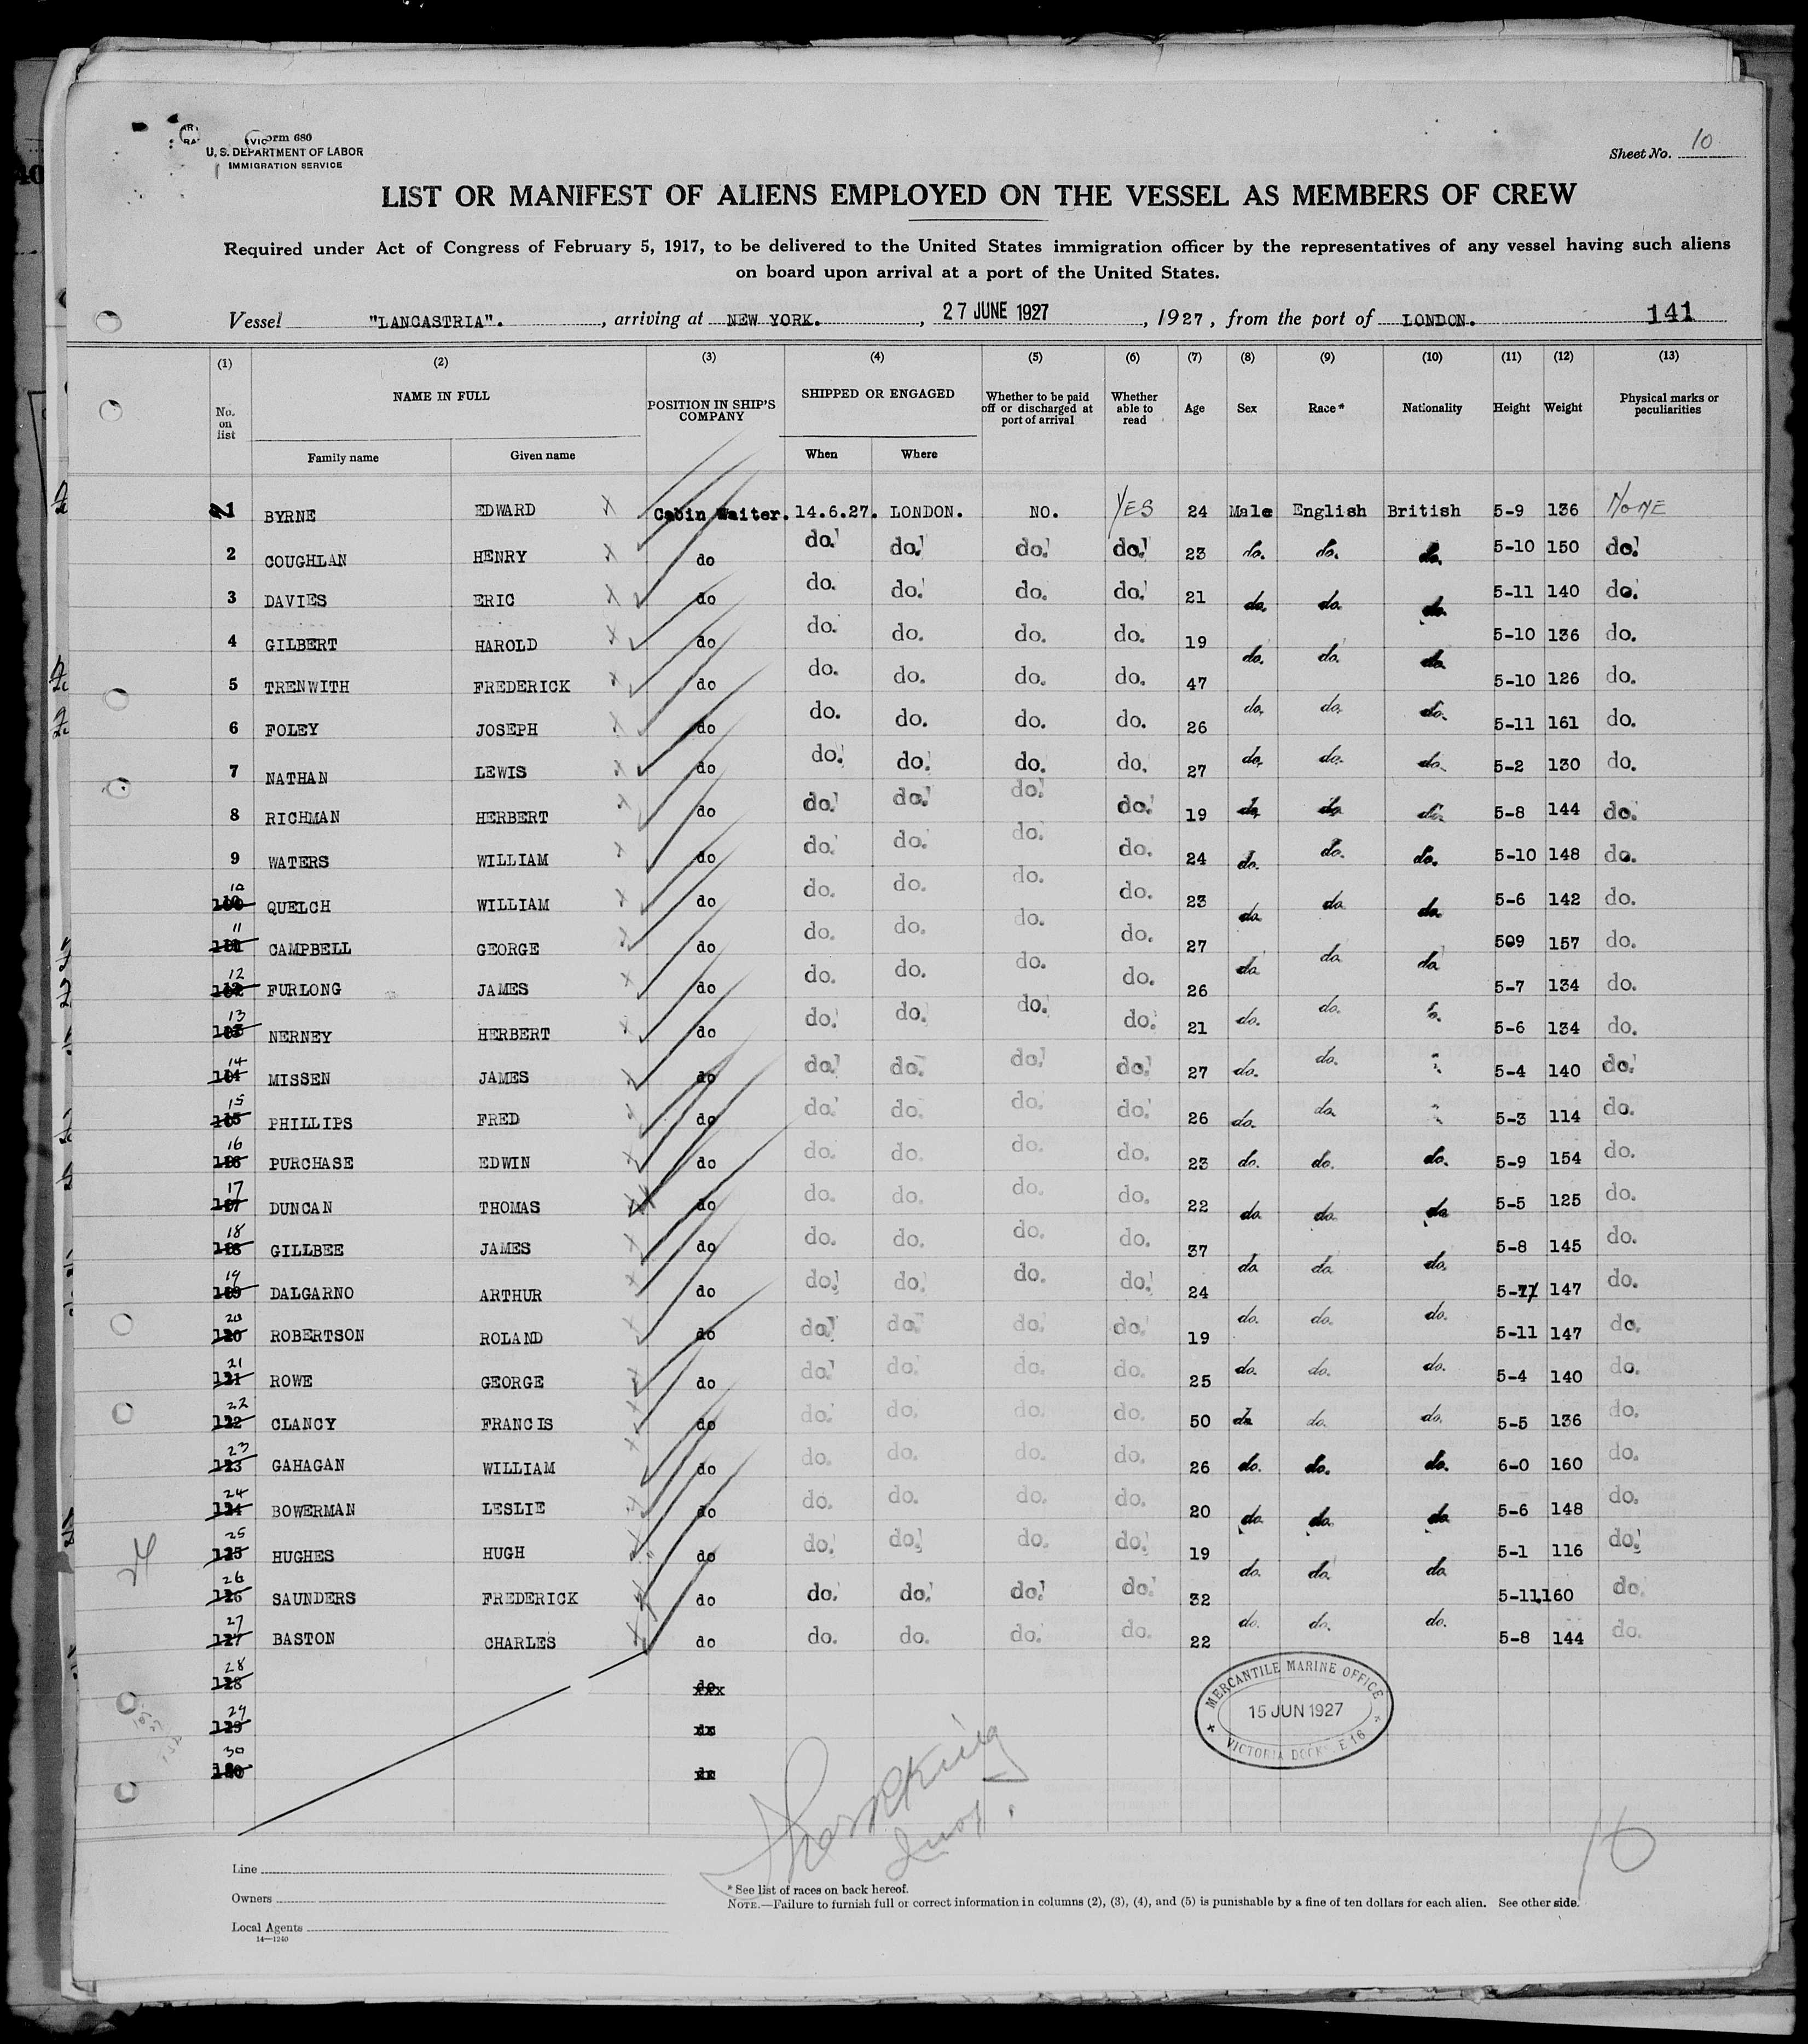 Form 680
U. S. DEPARTMENT OF LABOR
IMMIGRATION SERVICE
Sheet No. 10
LIST OR MANIFEST OF ALIENS EMPLOYED ON THE VESSEL AS MEMBERS OF CREW
Required under Act of Congress of February 5, 1917, to be delivered to the United States immigration officer by the representatives of any vessel having such aliens
on board upon arrival at a port of the United States.
Vessel "LANCASTRIA". , arriving at NEW YORK. , 27 JUNE 1927 , 1927, from the port of LONDON. 141
(1) (2) (3) (4) (5) (6) (7) (8) (9) (10) (11) (12) (13)
No. on list NAME IN FULL Family name Given name POSITION IN SHIP'S COMPANY SHIPPED OR ENGAGED When Where Whether to be paid off or discharged at port of arrival Whether able to read Age Sex Race* Nationality Height Weight Physical marks or peculiarities
1 BYRNE EDWARD Cabin Waiter. 14.6.27. LONDON. NO. YES 24 Male English British 5-9 136 NONE
2 COUGHLAN HENRY do do. do. do. do. 23 do. do. do. 5-10 150 do.
3 DAVIES ERIC do do. do. do. do. 21 do. do. do. 5-11 140 do.
4 GILBERT HAROLD do do. do. do. do. 19 do. do. do. 5-10 136 do.
5 TRENWITH FREDERICK do do. do. do. do. 47 do. do. do. 5-10 126 do.
6 FOLEY JOSEPH do do. do. do. do. 26 do. do. do. 5-11 161 do.
7 NATHAN LEWIS do do. do. do. do. 27 do. do. do. 5-2 130 do.
8 RICHMAN HERBERT do do. do. do. do. 19 do. do. do. 5-8 144 do.
9 WATERS WILLIAM do do. do. do. do. 24 do. do. do. 5-10 148 do.
10 QUELCH WILLIAM do do. do. do. do. 23 do. do. do. 5-6 142 do.
11 CAMPBELL GEORGE do do. do. do. do. 27 do. do. do. 509 157 do.
12 FURLONG JAMES do do. do. do. do. 26 do. do. do. 5-7 134 do.
13 NERNEY HERBERT do do. do. do. do. 21 do. do. 5-6 134 do.
14 MISSEN JAMES do do. do. do. do. 27 do. do. 5-4 140 do.
15 PHILLIPS FRED do do. do. do. do. 26 do. do. 5-3 114 do.
16 PURCHASE EDWIN do do. do. do. do. 23 do. do. do. 5-9 154 do.
17 DUNCAN THOMAS do do. do. do. do. 22 do. do. do. 5-5 125 do.
18 GILLBEE JAMES do do. do. do. do. 37 do. do. do. 5-8 145 do.
19 DALGARNO ARTHUR do do. do. do. do. 24 do. do. do. 147 do.
20 ROBERTSON ROLAND do do. do. do. do. 19 do. do. do. 5-11 147 do.
21 ROWE GEORGE do do. do. do. do. 25 do. do. do. 5-4 140 do.
22 CLANCY FRANCIS do do. do. do. do. 50 do. do. do. 5-5 136 do.
23 GAHAGAN WILLIAM do do. do. do. do. 26 do. do. do. 6-0 160 do.
24 BOWERMAN LESLIE do do. do. do. do. 20 do. do. do. 5-6 148 do.
25 HUGHES HUGH do do. do. do. do. 19 do. do. do. 5-1 116 do.
26 SAUNDERS FREDERICK do do. do. do. do. 32 do. do. do. 5-11 160 do.
27 BASTON CHARLES do do. do. do. do. 22 do. do. do. 5-8 144 do.
28
29
30
MERCANTILE MARINE OFFICE
15 JUN 1927
VICTORIA DOCKS. E 16
Line
Owners
Local Agents
14—1240
* See list of races on back hereof.
NOTE.—Failure to furnish full or correct information in columns (2), (3), (4), and (5) is punishable by a fine of ten dollars for each alien. See other side.